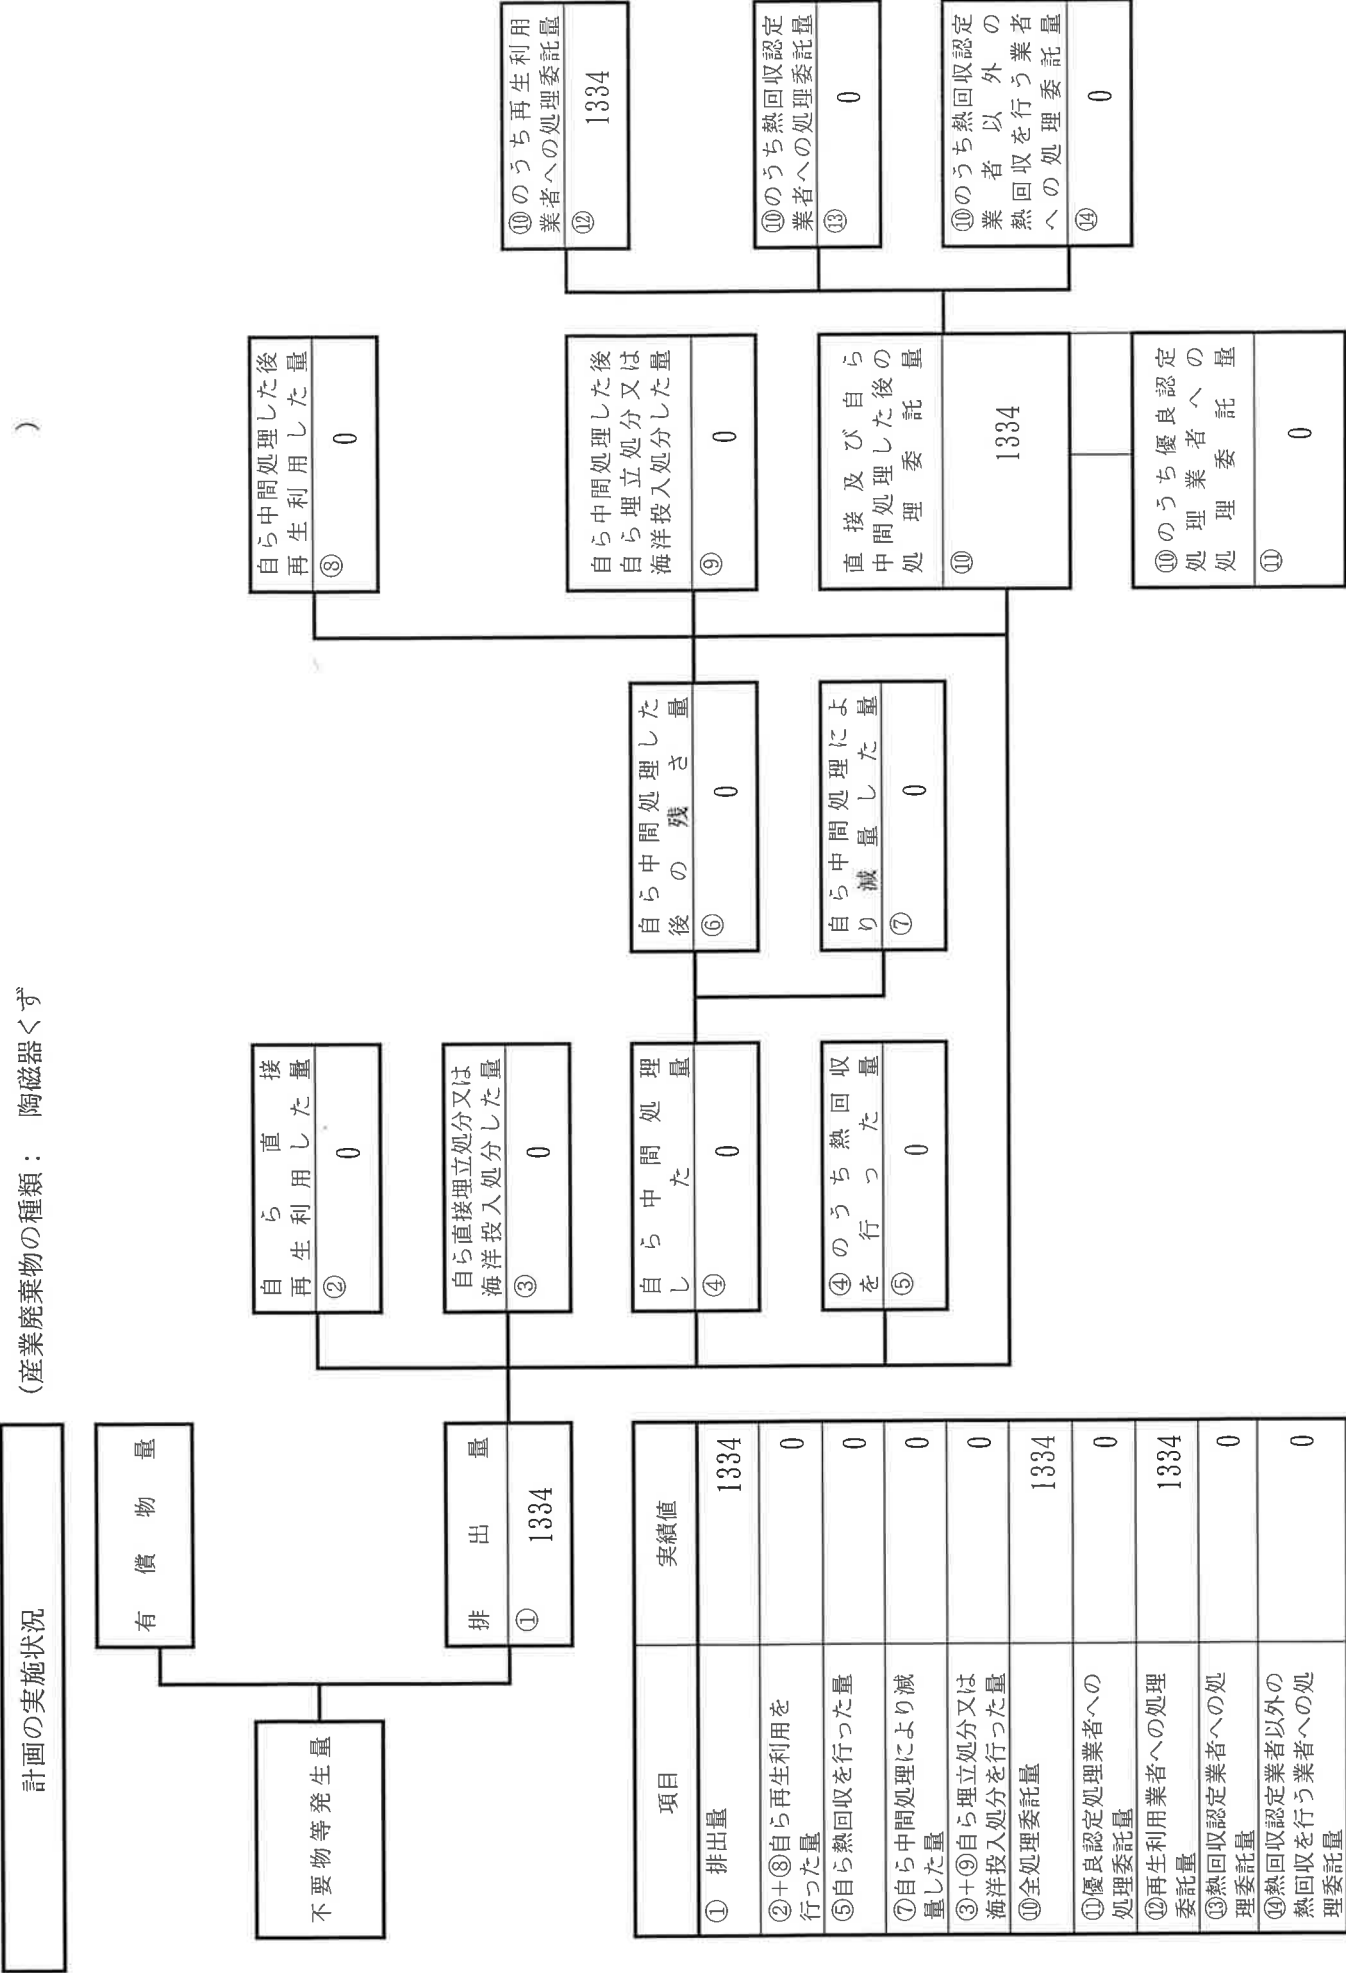 計画の実施状況
(産業廃棄物の種類： 陶磁器くず )
有償物量
不要物等発生量
排出量
① 1334
自ら直接
再生利用した量
② 0
自ら直接埋立処分又は
海洋投入処分した量
③ 0
自ら中間処理
した量
④ 0
④のうち熱回収
を行った量
⑤ 0
自ら中間処理した
後の残さ量
⑥ 0
自ら中間処理によ
り減量した量
⑦ 0
自ら中間処理した後
再生利用した量
⑧ 0
自ら中間処理した後
自ら埋立処分又は
海洋投入処分した量
⑨ 0
直接及び自ら
中間処理した後の
処理委託量
⑩ 1334
⑩のうち優良認定
処理業者への
処理委託量
⑪ 0
⑩のうち再生利用
業者への処理委託量
⑫ 1334
⑩のうち熱回収認定
業者への処理委託量
⑬ 0
⑩のうち熱回収認定
業者以外の
熱回収を行う業者
への処理委託量
⑭ 0
項目 実績値
① 排出量 1334
②＋⑧自ら再生利用を
行った量 0
⑤自ら熱回収を行った量 0
⑦自ら中間処理により減
量した量 0
③＋⑨自ら埋立処分又は
海洋投入処分を行った量 0
⑩全処理委託量 1334
⑪優良認定処理業者への
処理委託量 0
⑫再生利用業者への処理
委託量 1334
⑬熱回収認定業者への処
理委託量 0
⑭熱回収認定業者以外の
熱回収を行う業者への処
理委託量 0